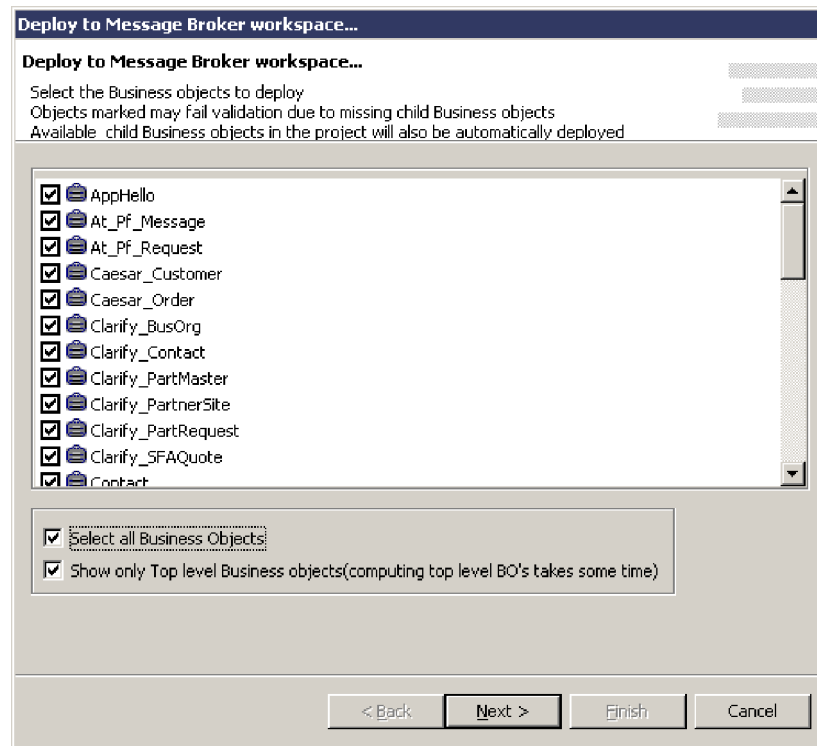 Deploy to Message Broker workspace...
Deploy to Message Broker workspace...
Select the Business objects to deploy
Objects marked may fail validation due to missing child Business objects
Available child Business objects in the project will also be automatically deployed
AppHello
At_Pf_Message
At_Pf_Request
Caesar_Customer
Caesar_Order
Clarify_BusOrg
Clarify_Contact
Clarify_PartMaster
Clarify_PartnerSite
Clarify_PartRequest
Clarify_SFAQuote
Contact
Select all Business Objects
Show only Top level Business objects(computing top level BO's takes some time)
< Back Next > Finish Cancel